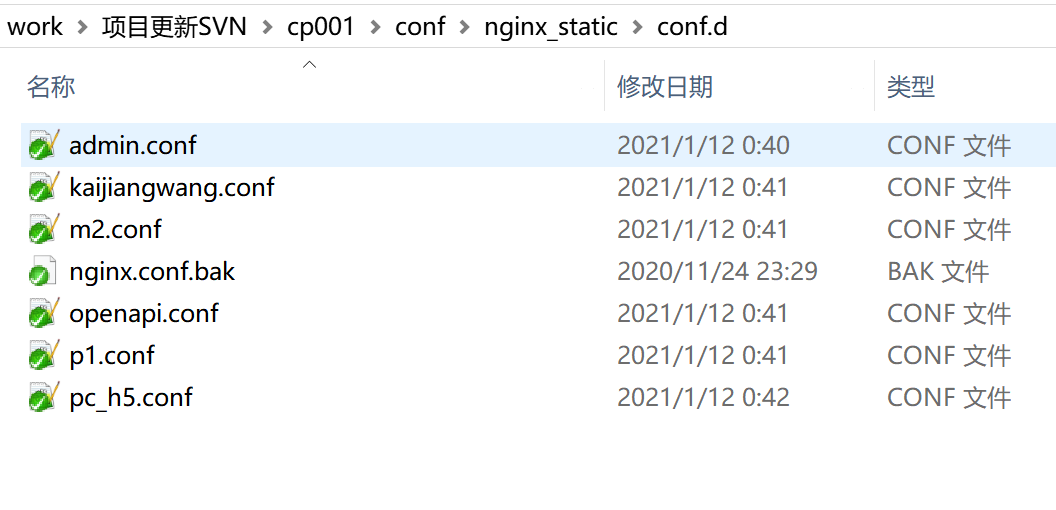 work > 项目更新SVN > cp001 > conf > nginx_static > conf.d
名称 修改日期 类型
admin.conf 2021/1/12 0:40 CONF 文件
kaijiangwang.conf 2021/1/12 0:41 CONF 文件
m2.conf 2021/1/12 0:41 CONF 文件
nginx.conf.bak 2020/11/24 23:29 BAK 文件
openapi.conf 2021/1/12 0:41 CONF 文件
p1.conf 2021/1/12 0:41 CONF 文件
pc_h5.conf 2021/1/12 0:42 CONF 文件